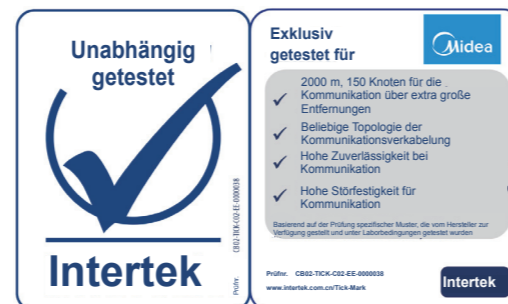 Unabhängig
getestet
Intertek
Prüfnr. CB02-TICK-C02-EE-0000038
Exklusiv
getestet für
Midea
2000 m, 150 Knoten für die
Kommunikation über extra große
Entfernungen
Beliebige Topologie der
Kommunikationsverkabelung
Hohe Zuverlässigkeit bei
Kommunikation
Hohe Störfestigkeit für
Kommunikation
Basierend auf der Prüfung spezifischer Muster, die vom Hersteller zur
Verfügung gestellt und unter Laborbedingungen getestet wurden
Prüfnr. CB02-TICK-C02-EE-0000038
www.intertek.com.cn/Tick-Mark
Intertek